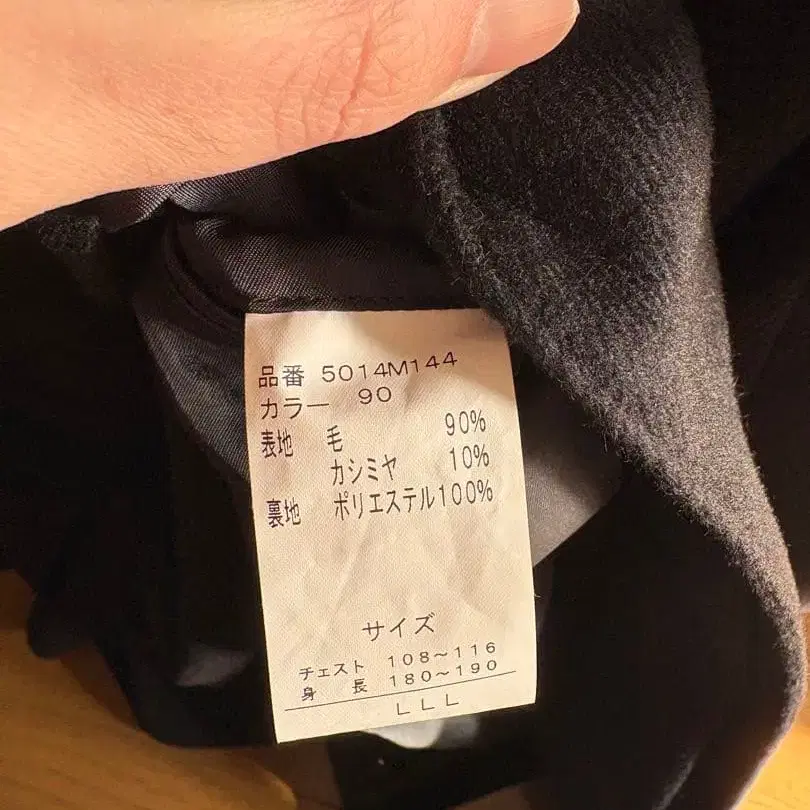 品番 5014M144
カラー 90
表地 毛 90%
カシミヤ 10%
裏地 ポリエステル100%
サイズ
チェスト 108～116
身長 180～190
LLL